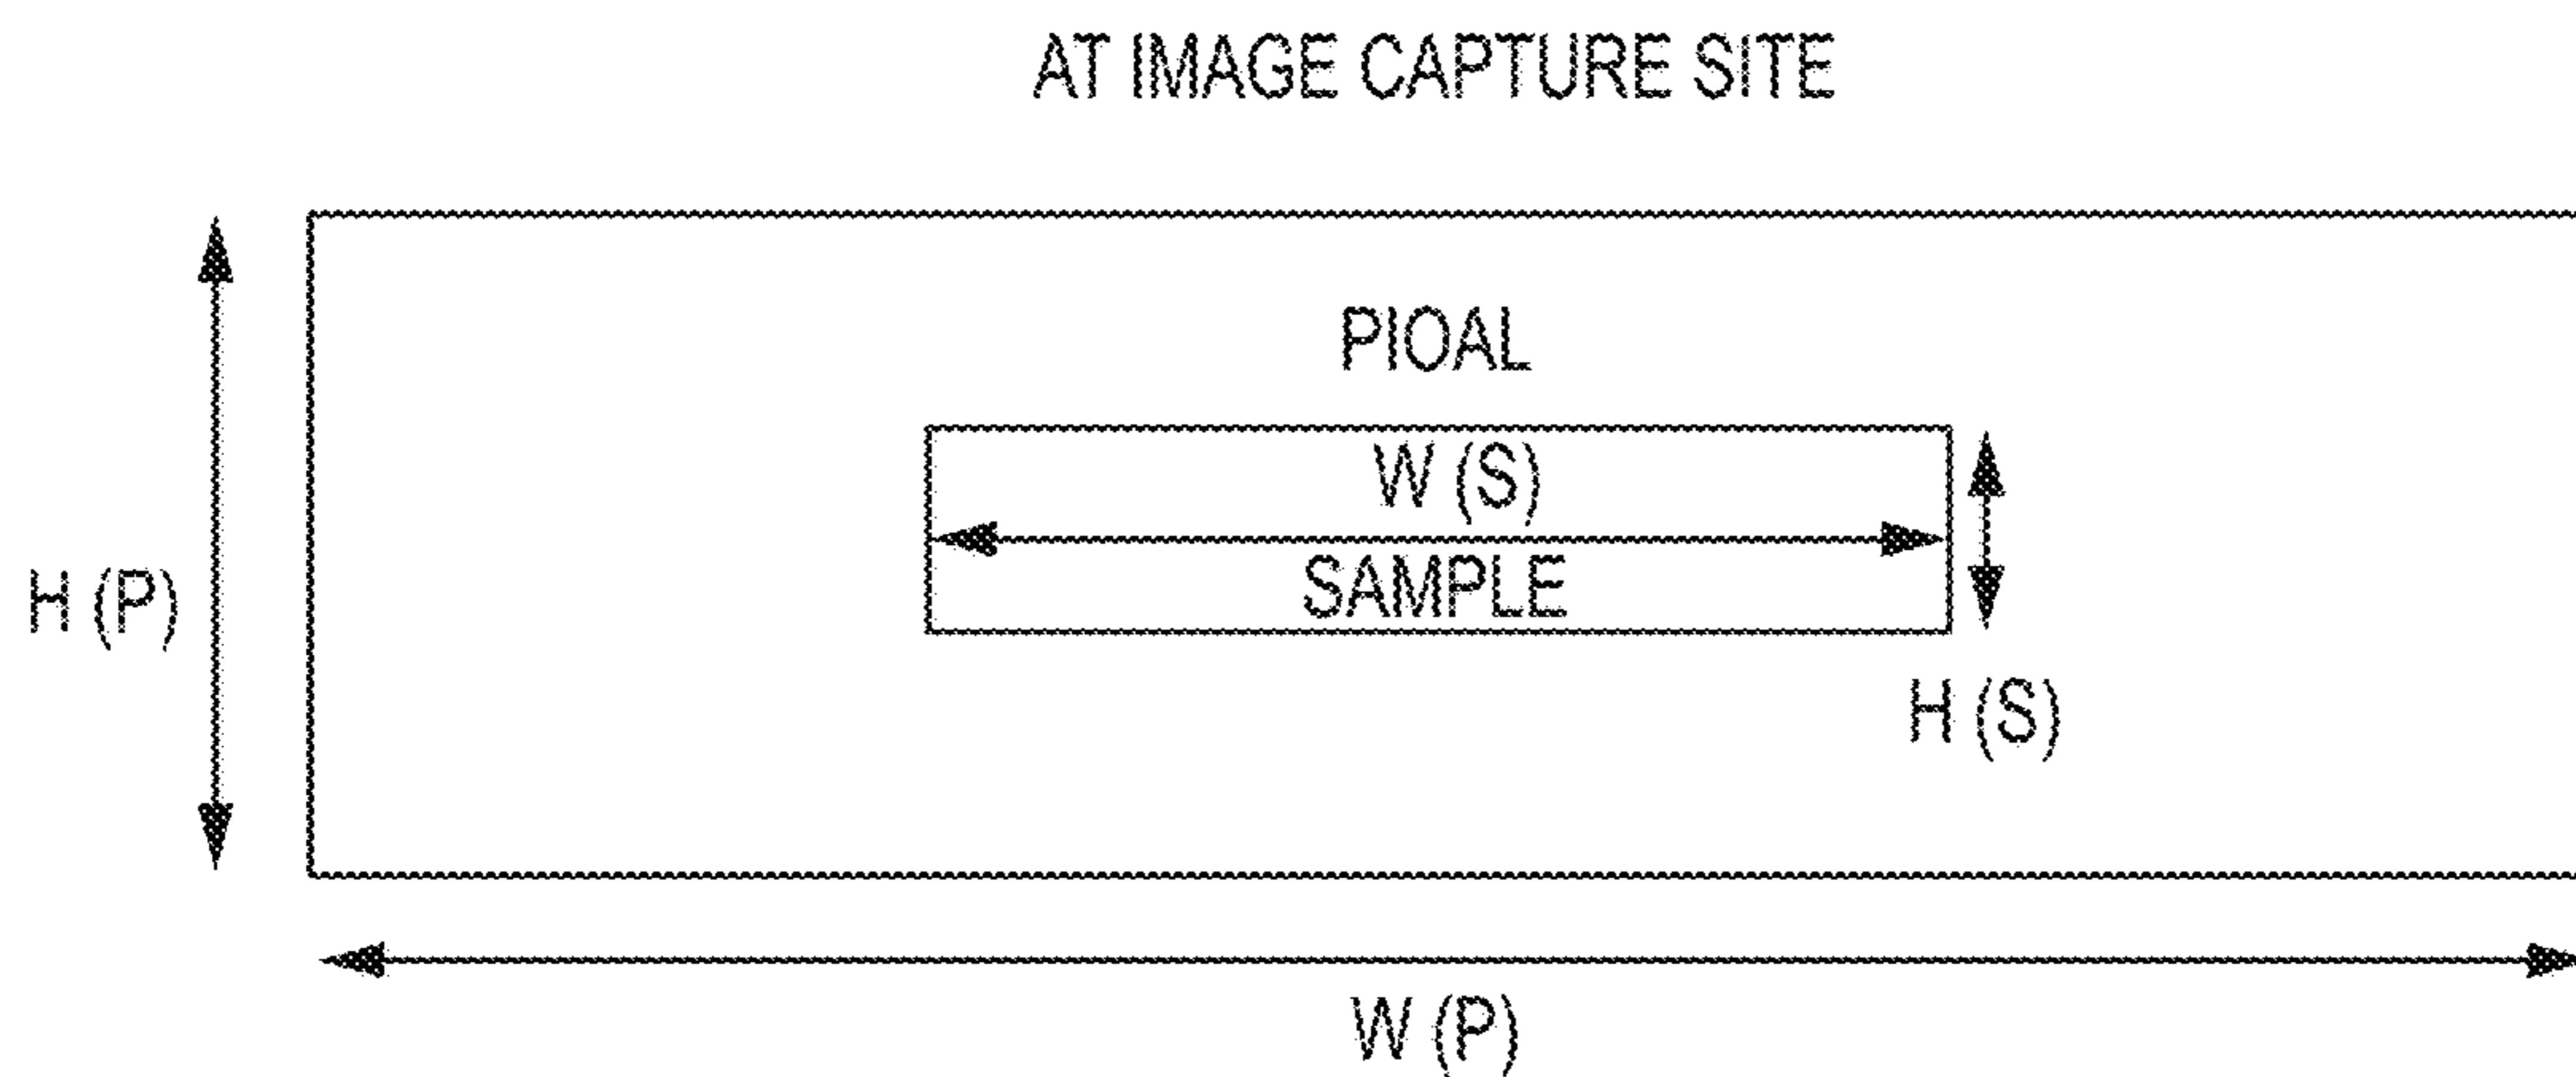 AT IMAGE CAPTURE SITE
PIOAL
W (S)
SAMPLE
H (P)
H (S)
W (P)